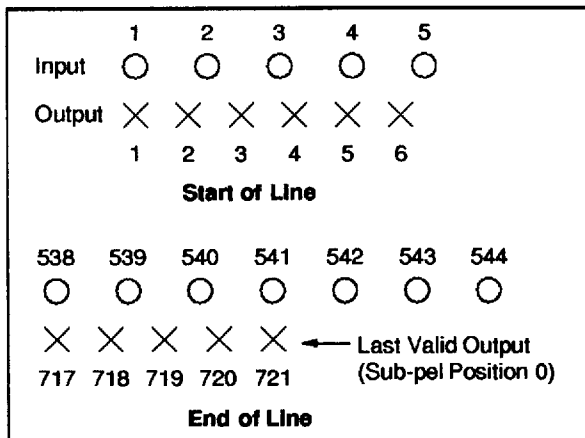 1 2 3 4 5
Input
Output
1 2 3 4 5 6
Start of Line
538 539 540 541 542 543 544
Last Valid Output
(Sub-pel Position 0)
717 718 719 720 721
End of Line